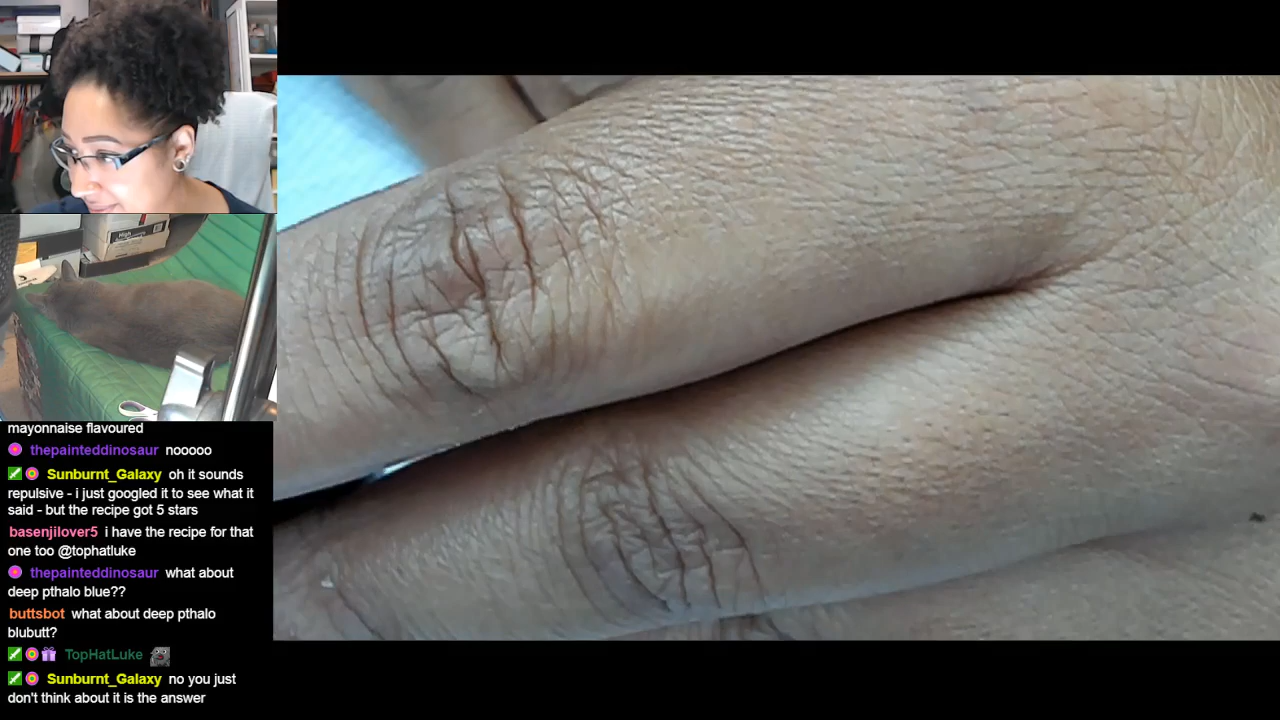 High
mayonnaise flavoured
thepainteddinosaur nooooo
Sunburnt_Galaxy oh it sounds
repulsive - i just googled it to see what it
said - but the recipe got 5 stars
basenjilover5 i have the recipe for that
one too @tophatluke
thepainteddinosaur what about
deep pthalo blue??
buttsbot what about deep pthalo
blubutt?
TopHatLuke
Sunburnt_Galaxy no you just
don't think about it is the answer